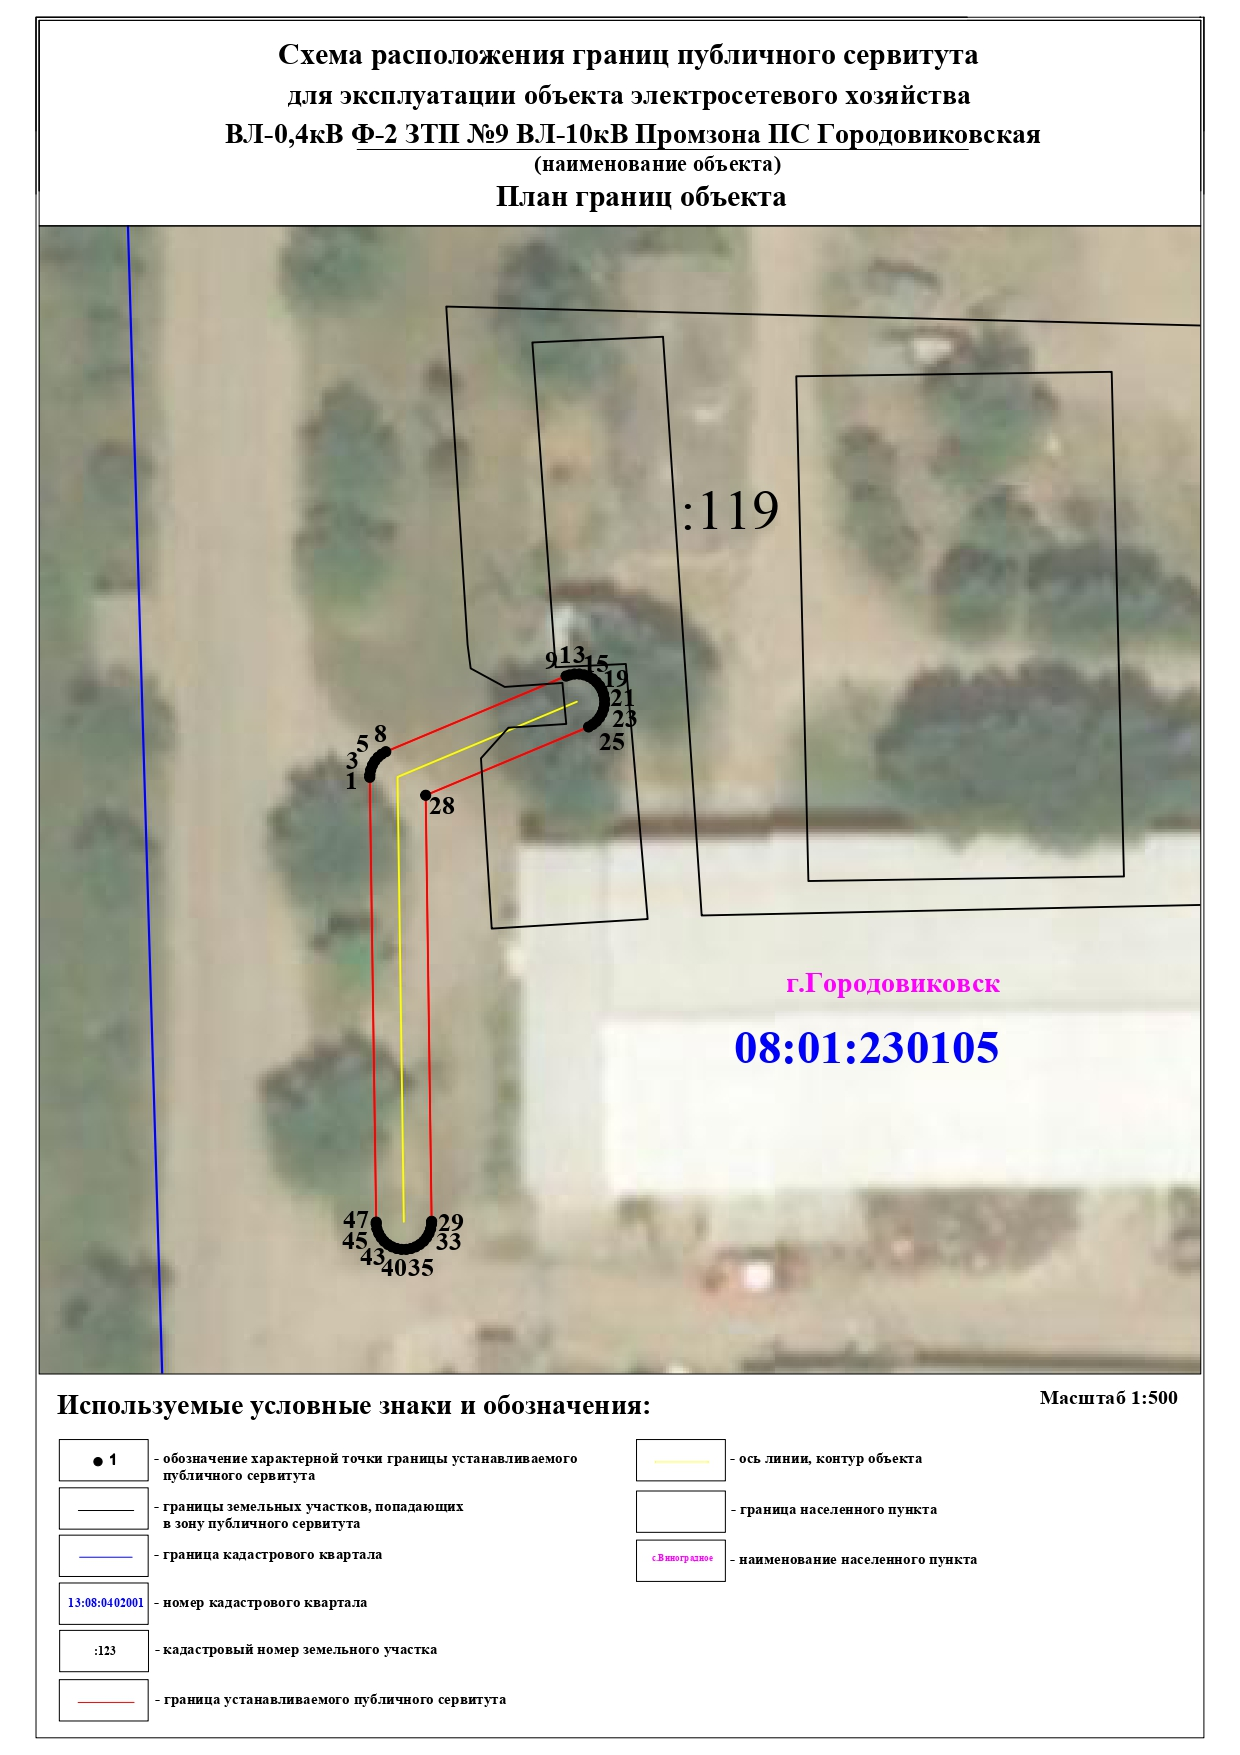 Схема расположения границ публичного сервитута
для эксплуатации объекта электросетевого хозяйства
ВЛ-0,4кВ Ф-2 ЗТП №9 ВЛ-10кВ Промзона ПС Городовиковская
(наименование объекта)
План границ объекта
:119
9 13 15
19
21
23
25
8
5
3
1
28
г.Городовиковск
08:01:230105
47 29
45 33
43
40 35
Используемые условные знаки и обозначения:
Масштаб 1:500
1 - обозначение характерной точки границы устанавливаемого
публичного сервитута
- границы земельных участков, попадающих
в зону публичного сервитута
- граница кадастрового квартала
13:08:0402001 - номер кадастрового квартала
:123 - кадастровый номер земельного участка
- граница устанавливаемого публичного сервитута
- ось линии, контур объекта
- граница населенного пункта
с.Виноградное - наименование населенного пункта